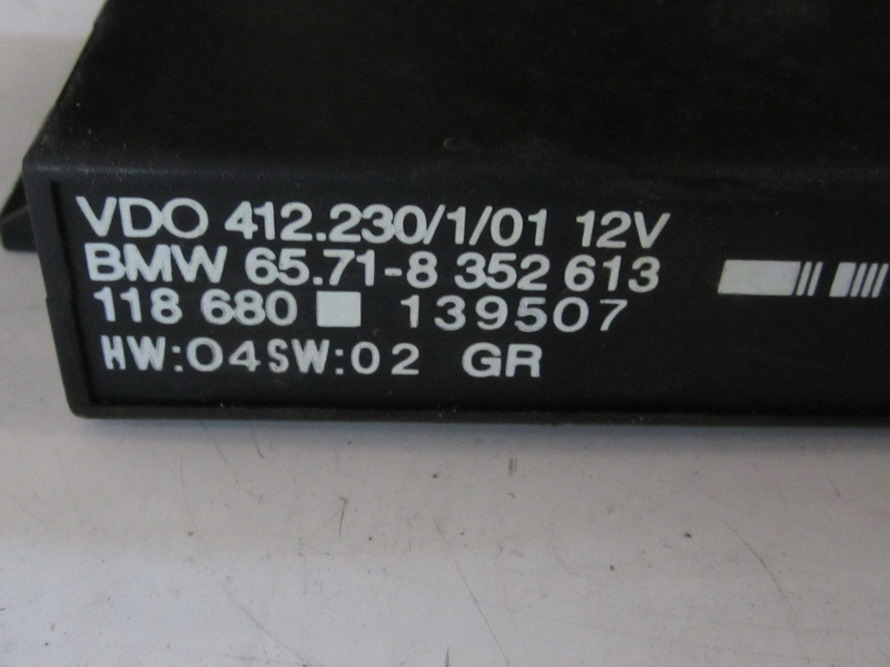 VDO 412.230/1/01 12V
BMW 65.71-8 352 613
118 680 139507
HW:04SW:02 GR